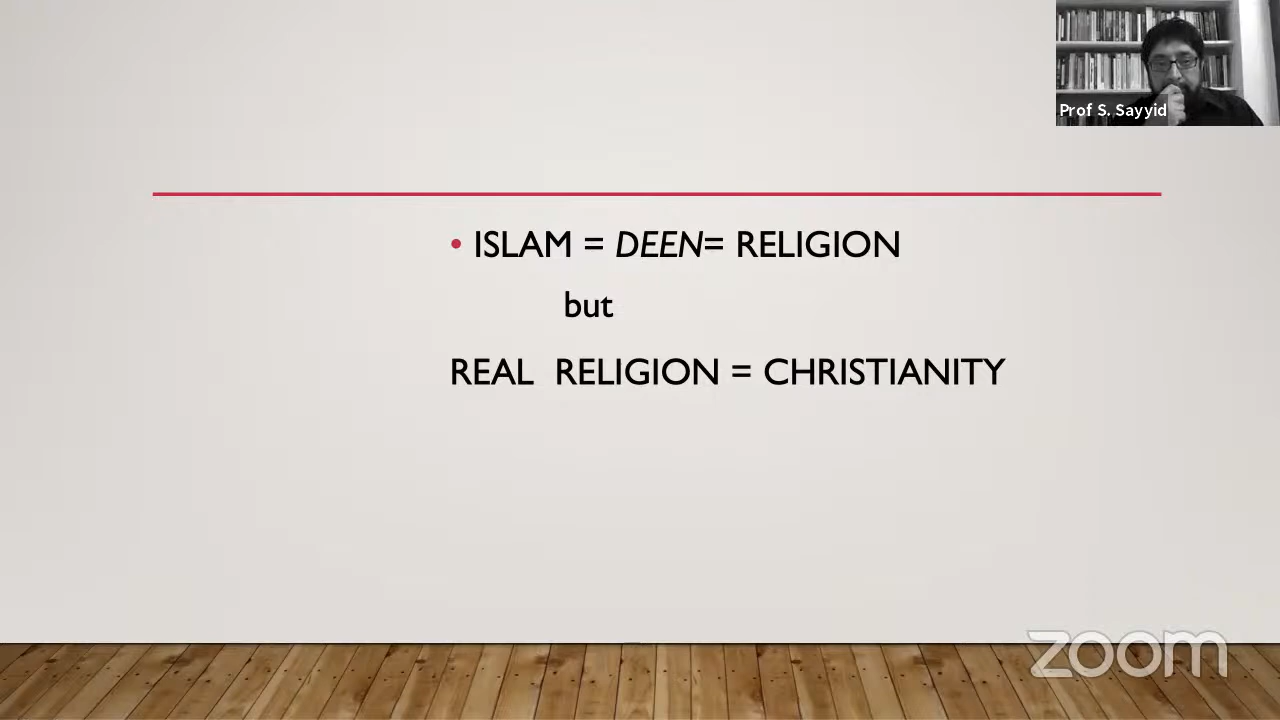 Prof S. Sayyid
• ISLAM = DEEN= RELIGION
but
REAL RELIGION = CHRISTIANITY
zoom